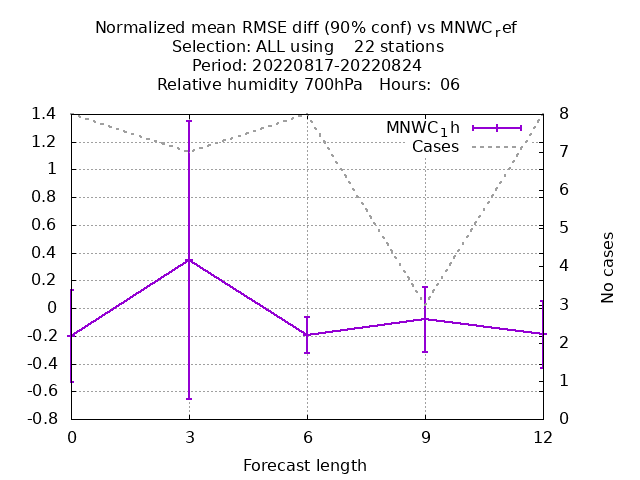 Normalized mean RMSE diff (90% conf) vs MNWC_ref
Selection: ALL using    22 stations
Period: 20220817-20220824
Relative humidity 700hPa   Hours: 06
MNWC_1h
Cases
1.4
1.2
1
0.8
0.6
0.4
0.2
0
-0.2
-0.4
-0.6
-0.8
8
7
6
5
4
3
2
1
0
No cases
0 3 6 9 12
Forecast length